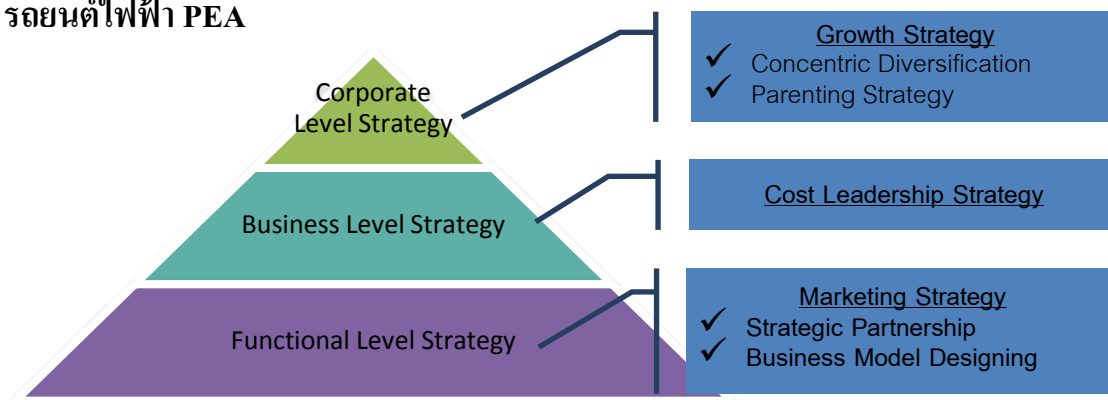 รถยนต์ไฟฟ้า PEA
Corporate
Level Strategy
Growth Strategy
✓ Concentric Diversification
✓ Parenting Strategy
Business Level Strategy
Cost Leadership Strategy
Functional Level Strategy
Marketing Strategy
✓ Strategic Partnership
✓ Business Model Designing